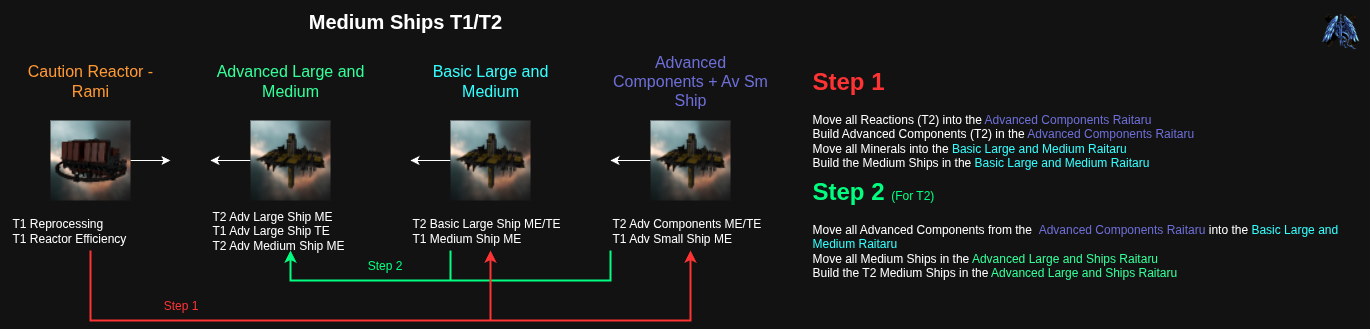 Medium Ships T1/T2
Caution Reactor -
Rami
Advanced Large and
Medium
Basic Large and
Medium
Advanced
Components + Av Sm
Ship
T1 Reprocessing
T1 Reactor Efficiency
T2 Adv Large Ship ME
T1 Adv Large Ship TE
T2 Adv Medium Ship ME
T2 Basic Large Ship ME/TE
T1 Medium Ship ME
T2 Adv Components ME/TE
T1 Adv Small Ship ME
Step 2
Step 1
Step 1
Move all Reactions (T2) into the Advanced Components Raitaru
Build Advanced Components (T2) in the Advanced Components Raitaru
Move all Minerals into the Basic Large and Medium Raitaru
Build the Medium Ships in the Basic Large and Medium Raitaru
Step 2 (For T2)
Move all Advanced Components from the Advanced Components Raitaru into the Basic Large and
Medium Raitaru
Move all Medium Ships in the Advanced Large and Ships Raitaru
Build the T2 Medium Ships in the Advanced Large and Ships Raitaru